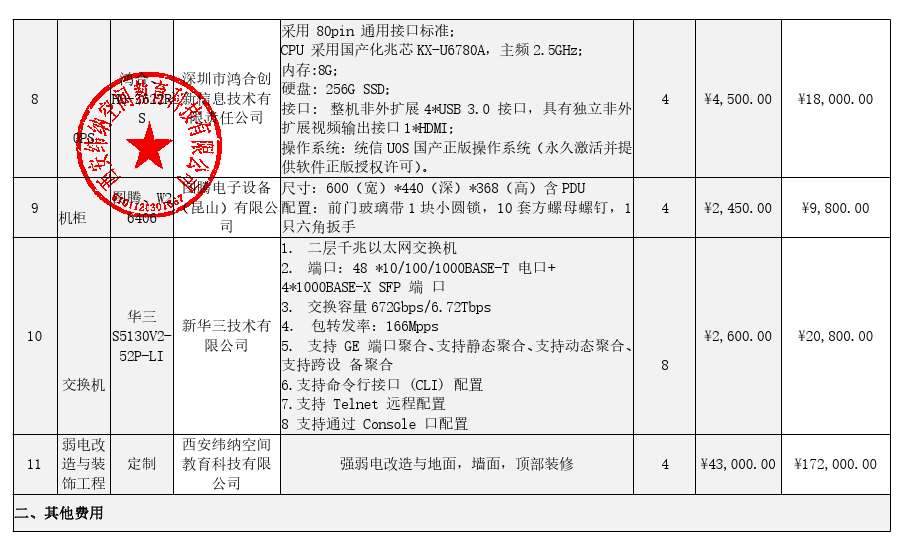 8
OPS
鸿合、
HD-I622R
S
深圳市鸿合创
新信息技术有
限责任公司
采用 80pin 通用接口标准;
CPU 采用国产化兆芯 KX-U6780A, 主频 2.5GHz;
内存:8G;
硬盘: 256G SSD;
接口: 整机非外扩展 4*USB 3.0 接口, 具有独立非外
扩展视频输出接口 1*HDMI;
操作系统: 统信 UOS 国产正版操作系统 (永久激活并提
供软件正版授权许可)。
4
¥4,500.00
¥18,000.00
西安纬纳空间教育科技有限公司
9
机柜
图腾、W2
6406
图腾电子设备
(昆山) 有限公
司
尺寸: 600 (宽) *440 (深) *368 (高) 含 PDU
配置: 前门玻璃带 1 块小圆锁, 10 套方螺母螺钉, 1
只六角扳手
4
¥2,450.00
¥9,800.00
10
交换机
华三
S5130V2-
52P-LI
新华三技术有
限公司
1. 二层千兆以太网交换机
2. 端口: 48 *10/100/1000BASE-T 电口+
4*1000BASE-X SFP 端 口
3. 交换容量 672Gbps/6.72Tbps
4. 包转发率: 166Mpps
5. 支持 GE 端口聚合、支持静态聚合、支持动态聚合、
支持跨设 备聚合
6.支持命令行接口 (CLI) 配置
7.支持 Telnet 远程配置
8 支持通过 Console 口配置
8
¥2,600.00
¥20,800.00
11
弱电改
造与装
饰工程
定制
西安纬纳空间
教育科技有限
公司
强弱电改造与地面, 墙面, 顶部装修
4
¥43,000.00
¥172,000.00
二、其他费用